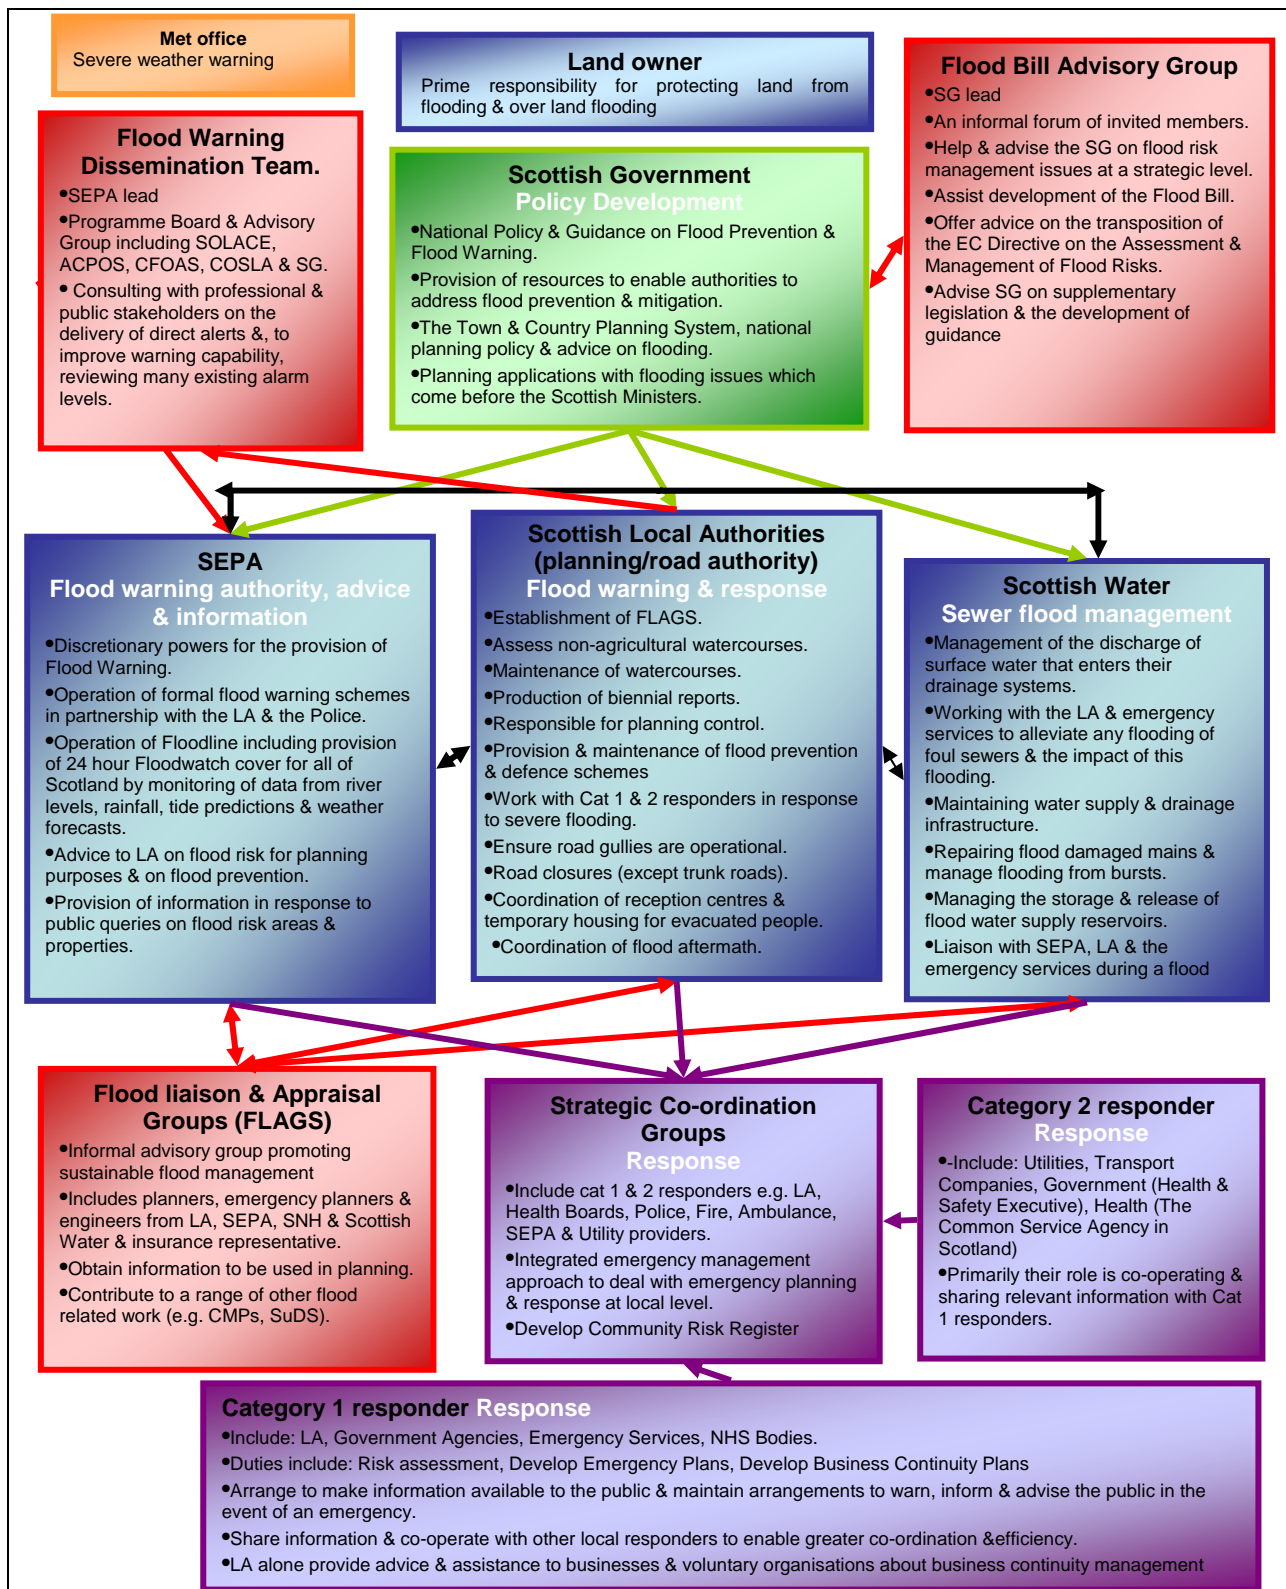 Met office
Severe weather warning
Land owner
Prime responsibility for protecting land from
flooding & over land flooding
Flood Bill Advisory Group
•SG lead
•An informal forum of invited members.
•Help & advise the SG on flood risk
management issues at a strategic level.
•Assist development of the Flood Bill.
•Offer advice on the transposition of
the EC Directive on the Assessment &
Management of Flood Risks.
•Advise SG on supplementary
legislation & the development of
guidance
Flood Warning
Dissemination Team.
•SEPA lead
•Programme Board & Advisory
Group including SOLACE,
ACPOS, CFOAS, COSLA & SG.
• Consulting with professional &
public stakeholders on the
delivery of direct alerts &, to
improve warning capability,
reviewing many existing alarm
levels.
Scottish Government
Policy Development
•National Policy & Guidance on Flood Prevention &
Flood Warning.
•Provision of resources to enable authorities to
address flood prevention & mitigation.
•The Town & Country Planning System, national
planning policy & advice on flooding.
•Planning applications with flooding issues which
come before the Scottish Ministers.
SEPA
Flood warning authority, advice
& information
•Discretionary powers for the provision of
Flood Warning.
•Operation of formal flood warning schemes
in partnership with the LA & the Police.
•Operation of Floodline including provision
of 24 hour Floodwatch cover for all of
Scotland by monitoring of data from river
levels, rainfall, tide predictions & weather
forecasts.
•Advice to LA on flood risk for planning
purposes & on flood prevention.
•Provision of information in response to
public queries on flood risk areas &
properties.
Scottish Local Authorities
(planning/road authority)
Flood warning & response
•Establishment of FLAGS.
•Assess non-agricultural watercourses.
•Maintenance of watercourses.
•Production of biennial reports.
•Responsible for planning control.
•Provision & maintenance of flood prevention
& defence schemes
•Work with Cat 1 & 2 responders in response
to severe flooding.
•Ensure road gullies are operational.
•Road closures (except trunk roads).
•Coordination of reception centres &
temporary housing for evacuated people.
•Coordination of flood aftermath.
Scottish Water
Sewer flood management
•Management of the discharge of
surface water that enters their
drainage systems.
•Working with the LA & emergency
services to alleviate any flooding of
foul sewers & the impact of this
flooding.
•Maintaining water supply & drainage
infrastructure.
•Repairing flood damaged mains &
manage flooding from bursts.
•Managing the storage & release of
flood water supply reservoirs.
•Liaison with SEPA, LA & the
emergency services during a flood
Flood liaison & Appraisal
Groups (FLAGS)
•Informal advisory group promoting
sustainable flood management
•Includes planners, emergency planners &
engineers from LA, SEPA, SNH & Scottish
Water & insurance representative.
•Obtain information to be used in planning.
•Contribute to a range of other flood
related work (e.g. CMPs, SuDS).
Strategic Co-ordination
Groups
Response
•Include cat 1 & 2 responders e.g. LA,
Health Boards, Police, Fire, Ambulance,
SEPA & Utility providers.
•Integrated emergency management
approach to deal with emergency planning
& response at local level.
•Develop Community Risk Register
Category 2 responder
Response
•-Include: Utilities, Transport
Companies, Government (Health &
Safety Executive), Health (The
Common Service Agency in
Scotland)
•Primarily their role is co-operating &
sharing relevant information with Cat
1 responders.
Category 1 responder Response
•Include: LA, Government Agencies, Emergency Services, NHS Bodies.
•Duties include: Risk assessment, Develop Emergency Plans, Develop Business Continuity Plans
•Arrange to make information available to the public & maintain arrangements to warn, inform & advise the public in the
event of an emergency.
•Share information & co-operate with other local responders to enable greater co-ordination &efficiency.
•LA alone provide advice & assistance to businesses & voluntary organisations about business continuity management